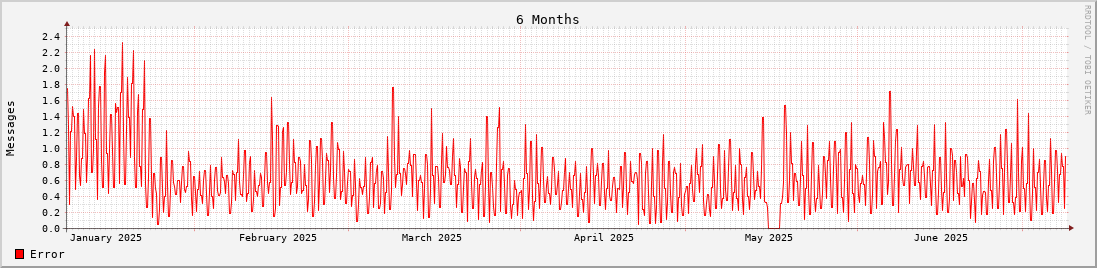 6 Months
RRDTOOL / TOBI OETIKER
Messages
2.4
2.2
2.0
1.8
1.6
1.4
1.2
1.0
0.8
0.6
0.4
0.2
0.0
January 2025 February 2025 March 2025 April 2025 May 2025 June 2025
Error